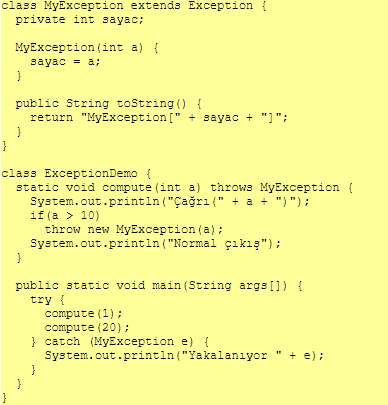 class MyException extends Exception {
  private int sayac;

  MyException(int a) {
    sayac = a;
  }

  public String toString() {
    return "MyException[" + sayac + "]";
  }
}

class ExceptionDemo {
  static void compute(int a) throws MyException {
    System.out.println("Çağrı(" + a + ")");
    if(a > 10)
      throw new MyException(a);
    System.out.println("Normal çıkış");
  }

  public static void main(String args[]) {
    try {
      compute(1);
      compute(20);
    } catch (MyException e) {
      System.out.println("Yakalanıyor " + e);
    }
  }
}